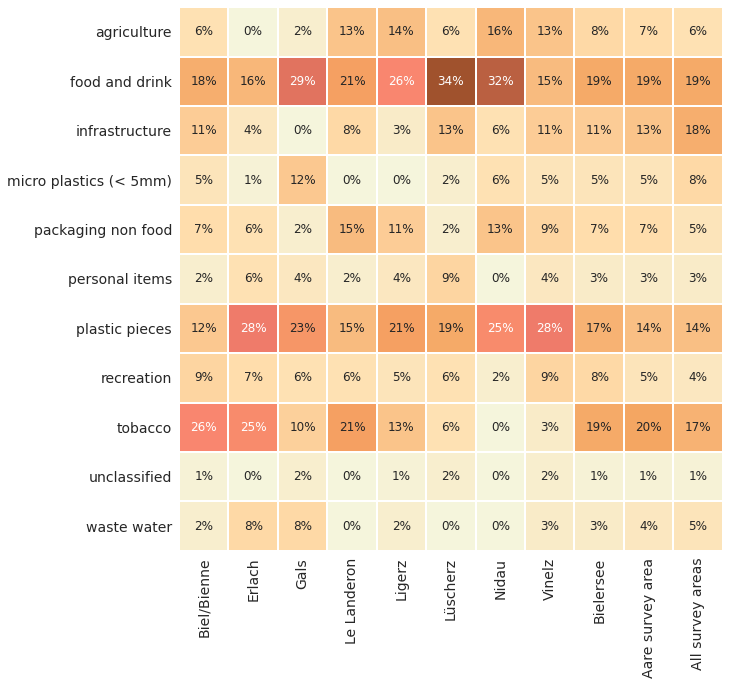 agriculture 6% 0% 2% 13% 14% 6% 16% 13% 8% 7% 6%
food and drink 18% 16% 29% 21% 26% 34% 32% 15% 19% 19% 19%
infrastructure 11% 4% 0% 8% 3% 13% 6% 11% 11% 13% 18%
micro plastics (< 5mm) 5% 1% 12% 0% 0% 2% 6% 5% 5% 5% 8%
packaging non food 7% 6% 2% 15% 11% 2% 13% 9% 7% 7% 5%
personal items 2% 6% 4% 2% 4% 9% 0% 4% 3% 3% 3%
plastic pieces 12% 28% 23% 15% 21% 19% 25% 28% 17% 14% 14%
recreation 9% 7% 6% 6% 5% 6% 2% 9% 8% 5% 4%
tobacco 26% 25% 10% 21% 13% 6% 0% 3% 19% 20% 17%
unclassified 1% 0% 2% 0% 1% 2% 0% 2% 1% 1% 1%
waste water 2% 8% 8% 0% 2% 0% 0% 3% 3% 4% 5%
Biel/Bienne
Erlach
Gals
Le Landeron
Ligerz
Lüscherz
Nidau
Vinelz
Bielersee
Aare survey area
All survey areas